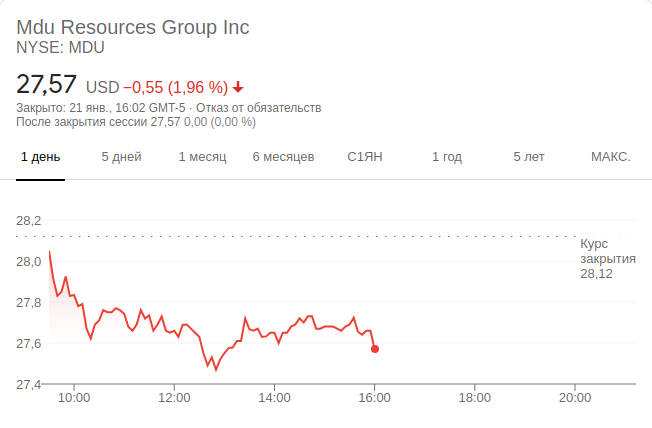 Mdu Resources Group Inc
NYSE: MDU
27,57 USD −0,55 (1,96 %)
Закрыто: 21 янв., 16:02 GMT-5 · Отказ от обязательств
После закрытия сессии 27,57 0,00 (0,00 %)
1 день 5 дней 1 месяц 6 месяцев С1ЯН 1 год 5 лет МАКС.
28,2
Курс
закрытия
28,12
28,0
27,8
27,6
27,4
10:00 12:00 14:00 16:00 18:00 20:00